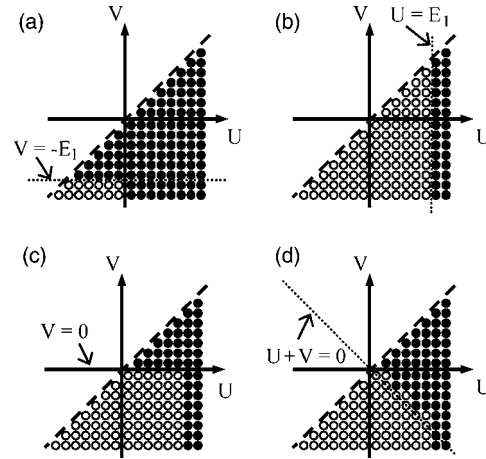 (a)
V
U
V = -E₁
(b)
V
U = E₁
U
(c)
V
V = 0
U
(d)
V
U
U + V = 0